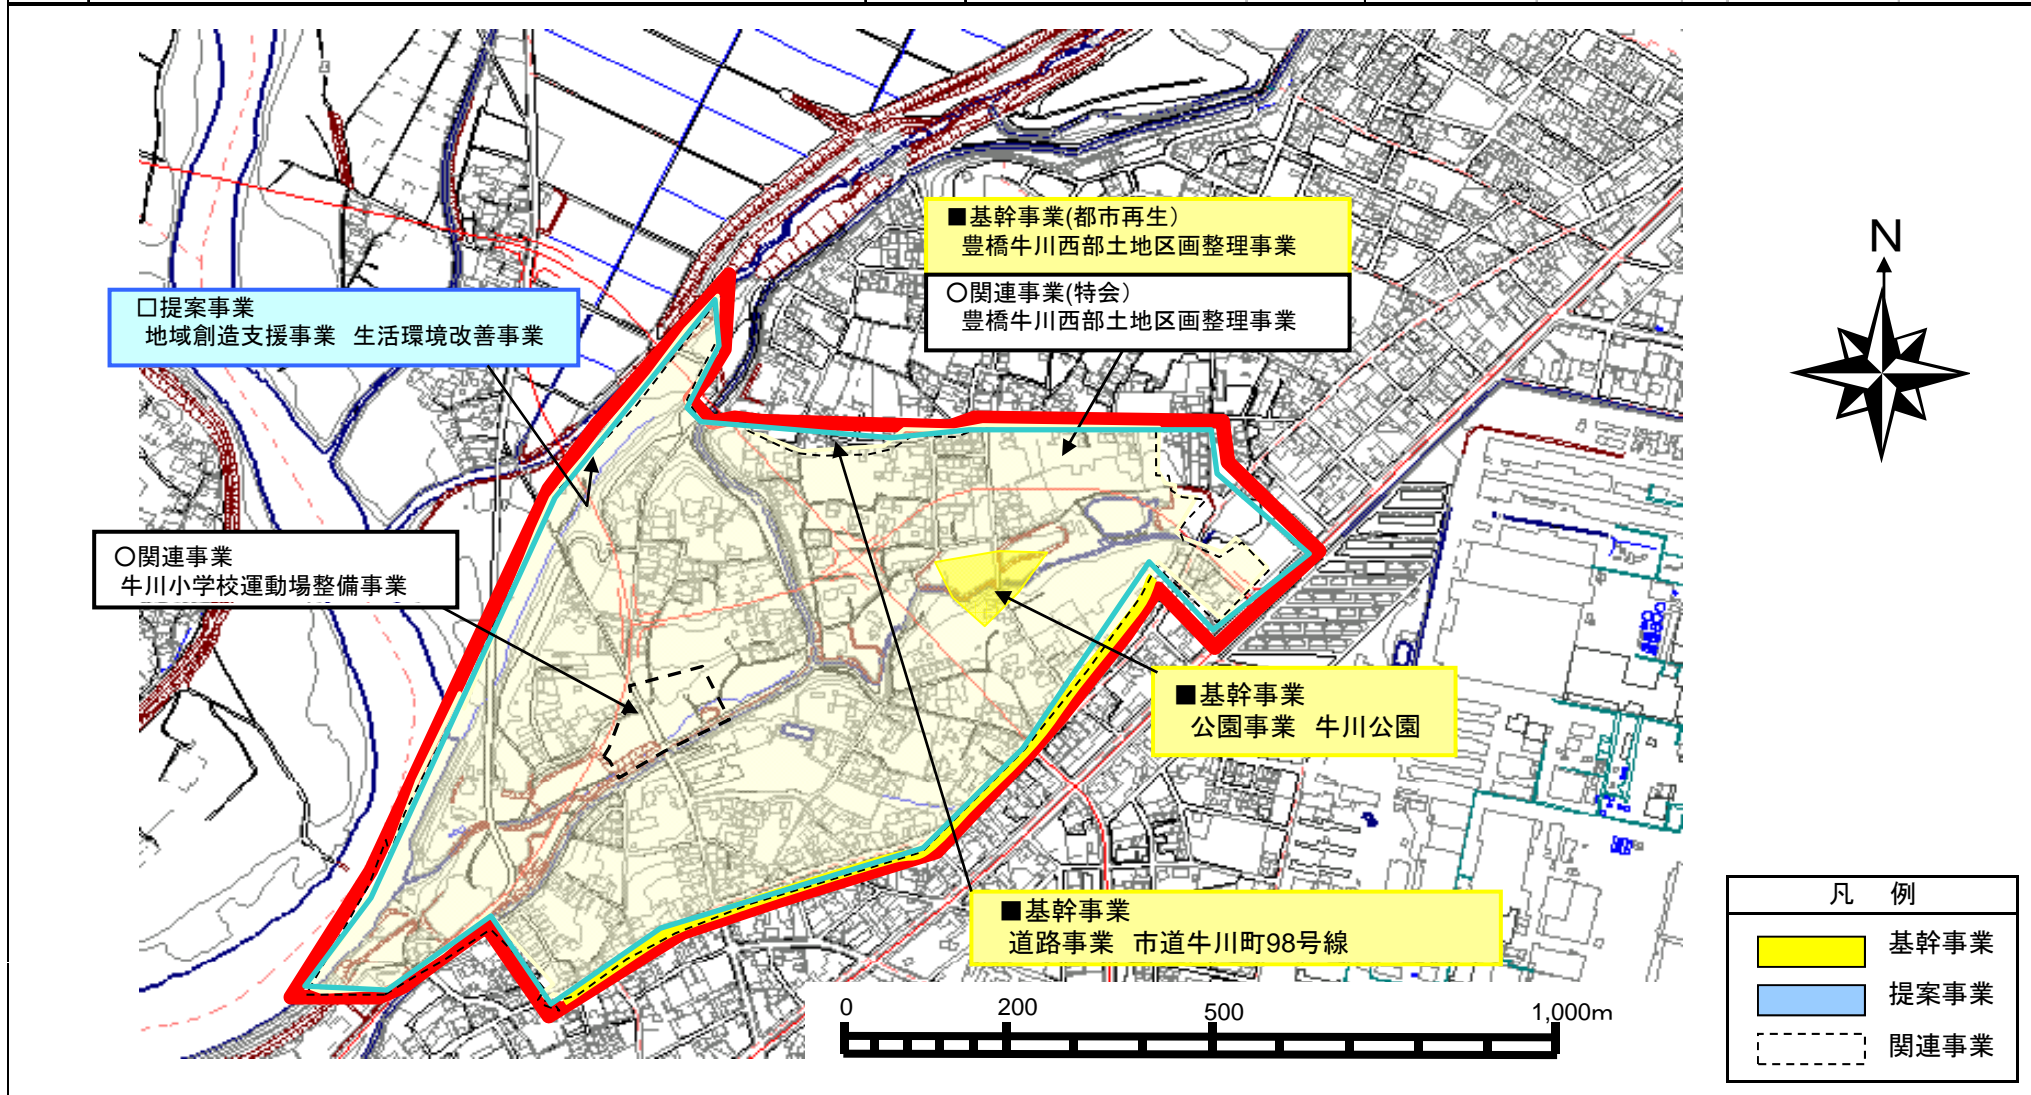 ■基幹事業(都市再生)
豊橋牛川西部土地区画整理事業
○関連事業(特会)
豊橋牛川西部土地区画整理事業
N
□提案事業
地域創造支援事業 生活環境改善事業
○関連事業
牛川小学校運動場整備事業
■基幹事業
公園事業 牛川公園
■基幹事業
道路事業 市道牛川町98号線
凡 例
基幹事業
提案事業
関連事業
0 200 500 1,000m